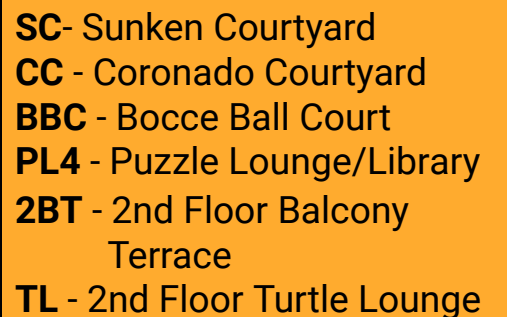 SC- Sunken Courtyard
CC - Coronado Courtyard
BBC - Bocce Ball Court
PL4 - Puzzle Lounge/Library
2BT - 2nd Floor Balcony
Terrace
TL - 2nd Floor Turtle Lounge